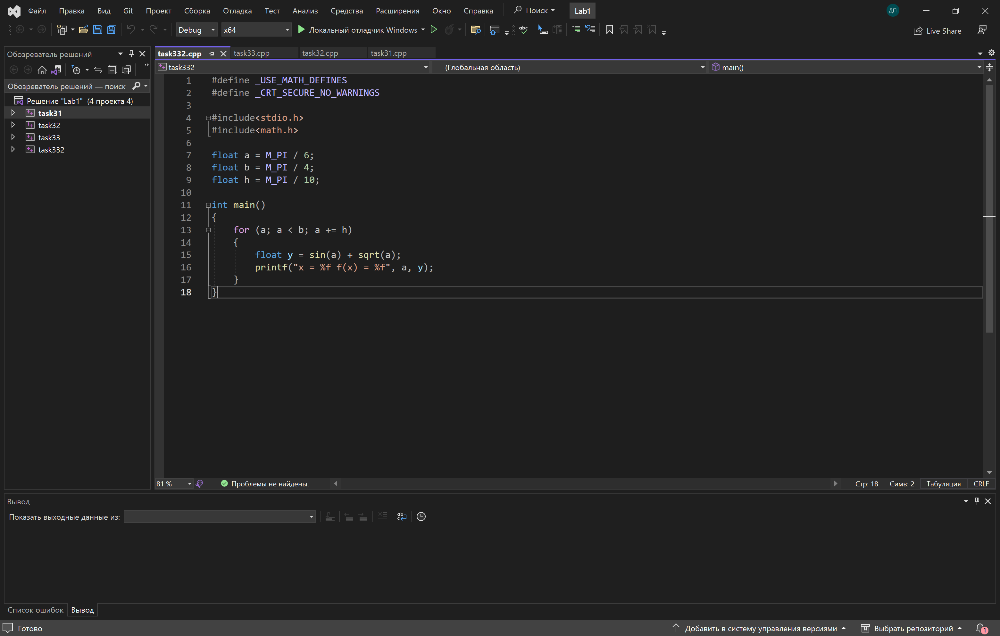 Файл Правка Вид Git Проект Сборка Отладка Тест Анализ Средства Расширения Окно Справка Поиск Lab1 ДП
Debug x64 Локальный отладчик Windows abc Live Share
Обозреватель решений
Обозреватель решений — поиск
Решение "Lab1" (4 проекта 4)
task31
task32
task33
task332
task332.cpp task33.cpp task32.cpp task31.cpp
task332 (Глобальная область) main()
1 #define _USE_MATH_DEFINES
2 #define _CRT_SECURE_NO_WARNINGS
3
4 #include<stdio.h>
5 #include<math.h>
6
7 float a = M_PI / 6;
8 float b = M_PI / 4;
9 float h = M_PI / 10;
10
11 int main()
12 {
13 for (a; a < b; a += h)
14 {
15 float y = sin(a) + sqrt(a);
16 printf("x = %f f(x) = %f", a, y);
17 }
18 }
81 % Проблемы не найдены. Стр: 18 Симв: 2 Табуляция CRLF
Вывод
Показать выходные данные из:
Список ошибок Вывод
Готово Добавить в систему управления версиями Выбрать репозиторий 1